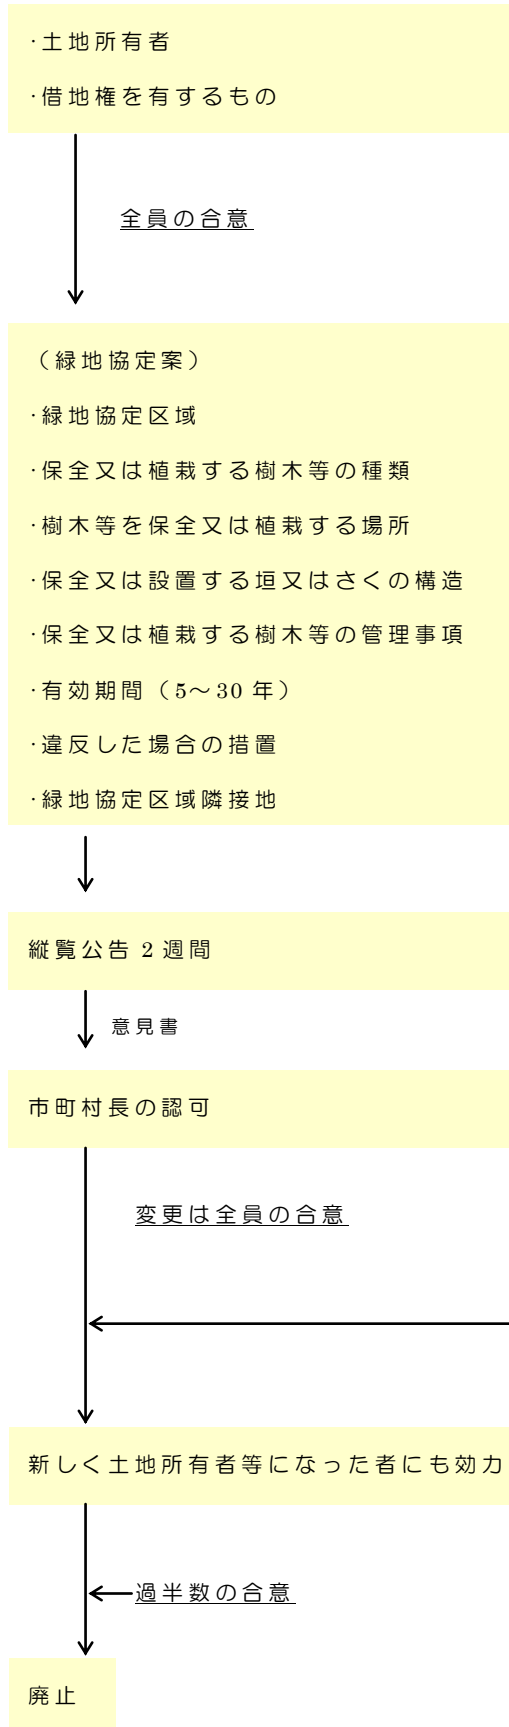 ·土地所有者
·借地権を有するもの
全員の合意
（緑地協定案）
·緑地協定区域
·保全又は植栽する樹木等の種類
·樹木等を保全又は植栽する場所
·保全又は設置する垣又はさくの構造
·保全又は植栽する樹木等の管理事項
·有効期間（5～30 年）
·違反した場合の措置
·緑地協定区域隣接地
縦覧公告 2 週間
意見書
市町村長の認可
変更は全員の合意
新しく土地所有者等になった者にも効力
過半数の合意
廃止